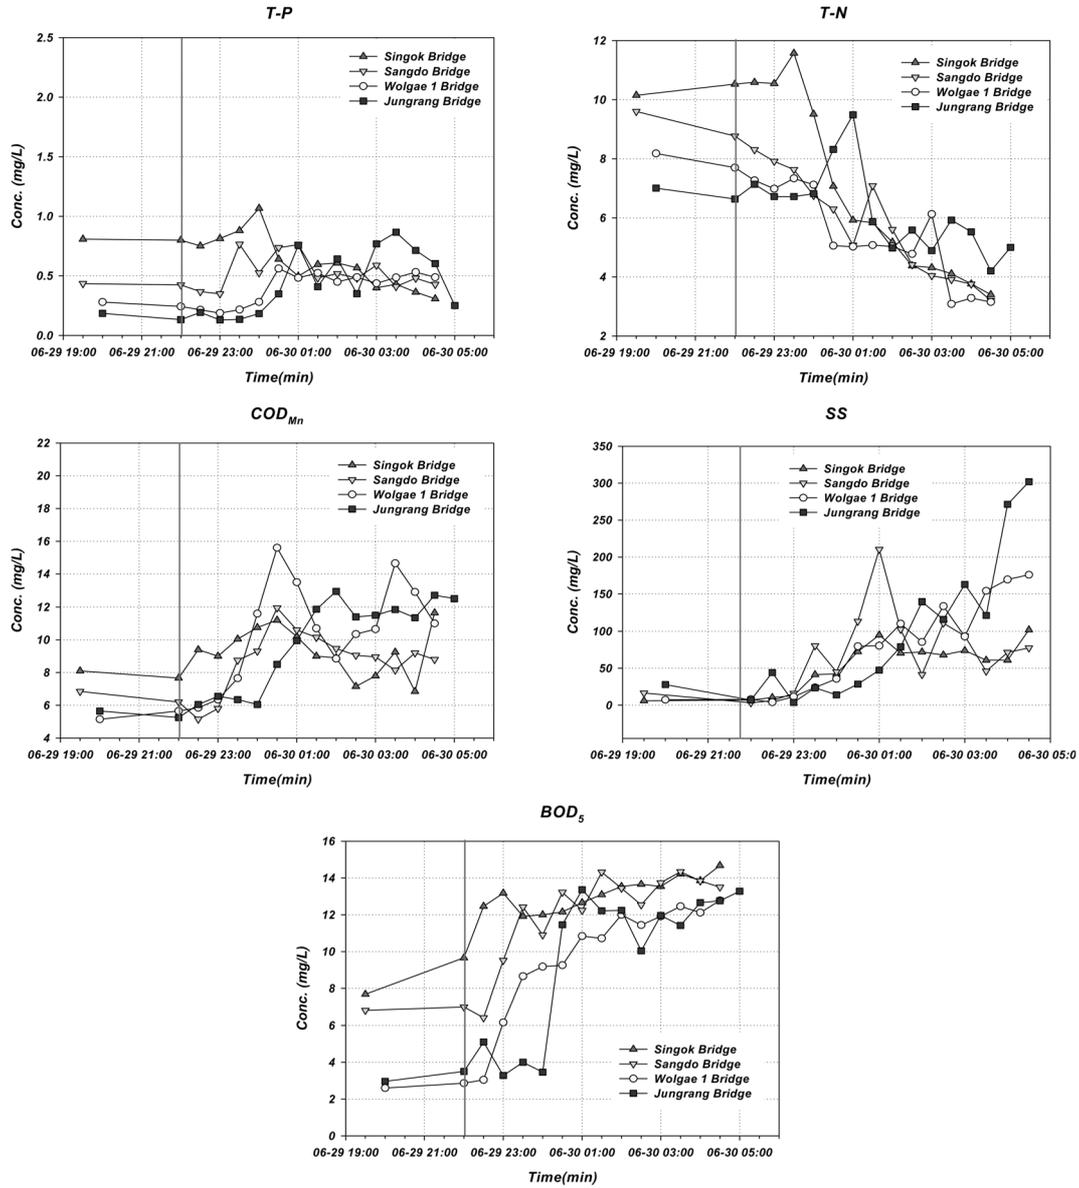 T-P
2.5
2.0
1.5
1.0
0.5
0.0
Conc. (mg/L)
Singok Bridge
Sangdo Bridge
Wolgae 1 Bridge
Jungrang Bridge
06-29 19:00 06-29 21:00 06-29 23:00 06-30 01:00 06-30 03:00 06-30 05:00
Time(min)
T-N
12
10
8
6
4
2
Conc. (mg/L)
Singok Bridge
Sangdo Bridge
Wolgae 1 Bridge
Jungrang Bridge
06-29 19:00 06-29 21:00 06-29 23:00 06-30 01:00 06-30 03:00 06-30 05:00
Time(min)
COD Mn
22
20
18
16
14
12
10
8
6
4
Conc. (mg/L)
Singok Bridge
Sangdo Bridge
Wolgae 1 Bridge
Jungrang Bridge
06-29 19:00 06-29 21:00 06-29 23:00 06-30 01:00 06-30 03:00 06-30 05:00
Time(min)
SS
350
300
250
200
150
100
50
0
Conc. (mg/L)
Singok Bridge
Sangdo Bridge
Wolgae 1 Bridge
Jungrang Bridge
06-29 19:00 06-29 21:00 06-29 23:00 06-30 01:00 06-30 03:00 06-30 05:0
Time(min)
BOD5
16
14
12
10
8
6
4
2
0
Conc. (mg/L)
Singok Bridge
Sangdo Bridge
Wolgae 1 Bridge
Jungrang Bridge
06-29 19:00 06-29 21:00 06-29 23:00 06-30 01:00 06-30 03:00 06-30 05:00
Time(min)